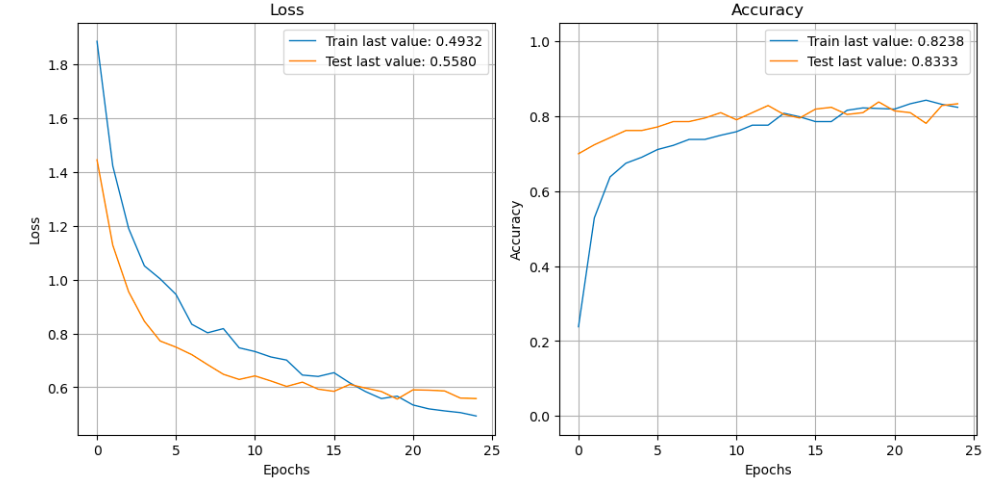 Loss
Train last value: 0.4932
Test last value: 0.5580
1.8
1.6
1.4
1.2
1.0
0.8
0.6
Loss
0 5 10 15 20 25
Epochs
Accuracy
Train last value: 0.8238
Test last value: 0.8333
1.0
0.8
0.6
0.4
0.2
0.0
Accuracy
0 5 10 15 20 25
Epochs